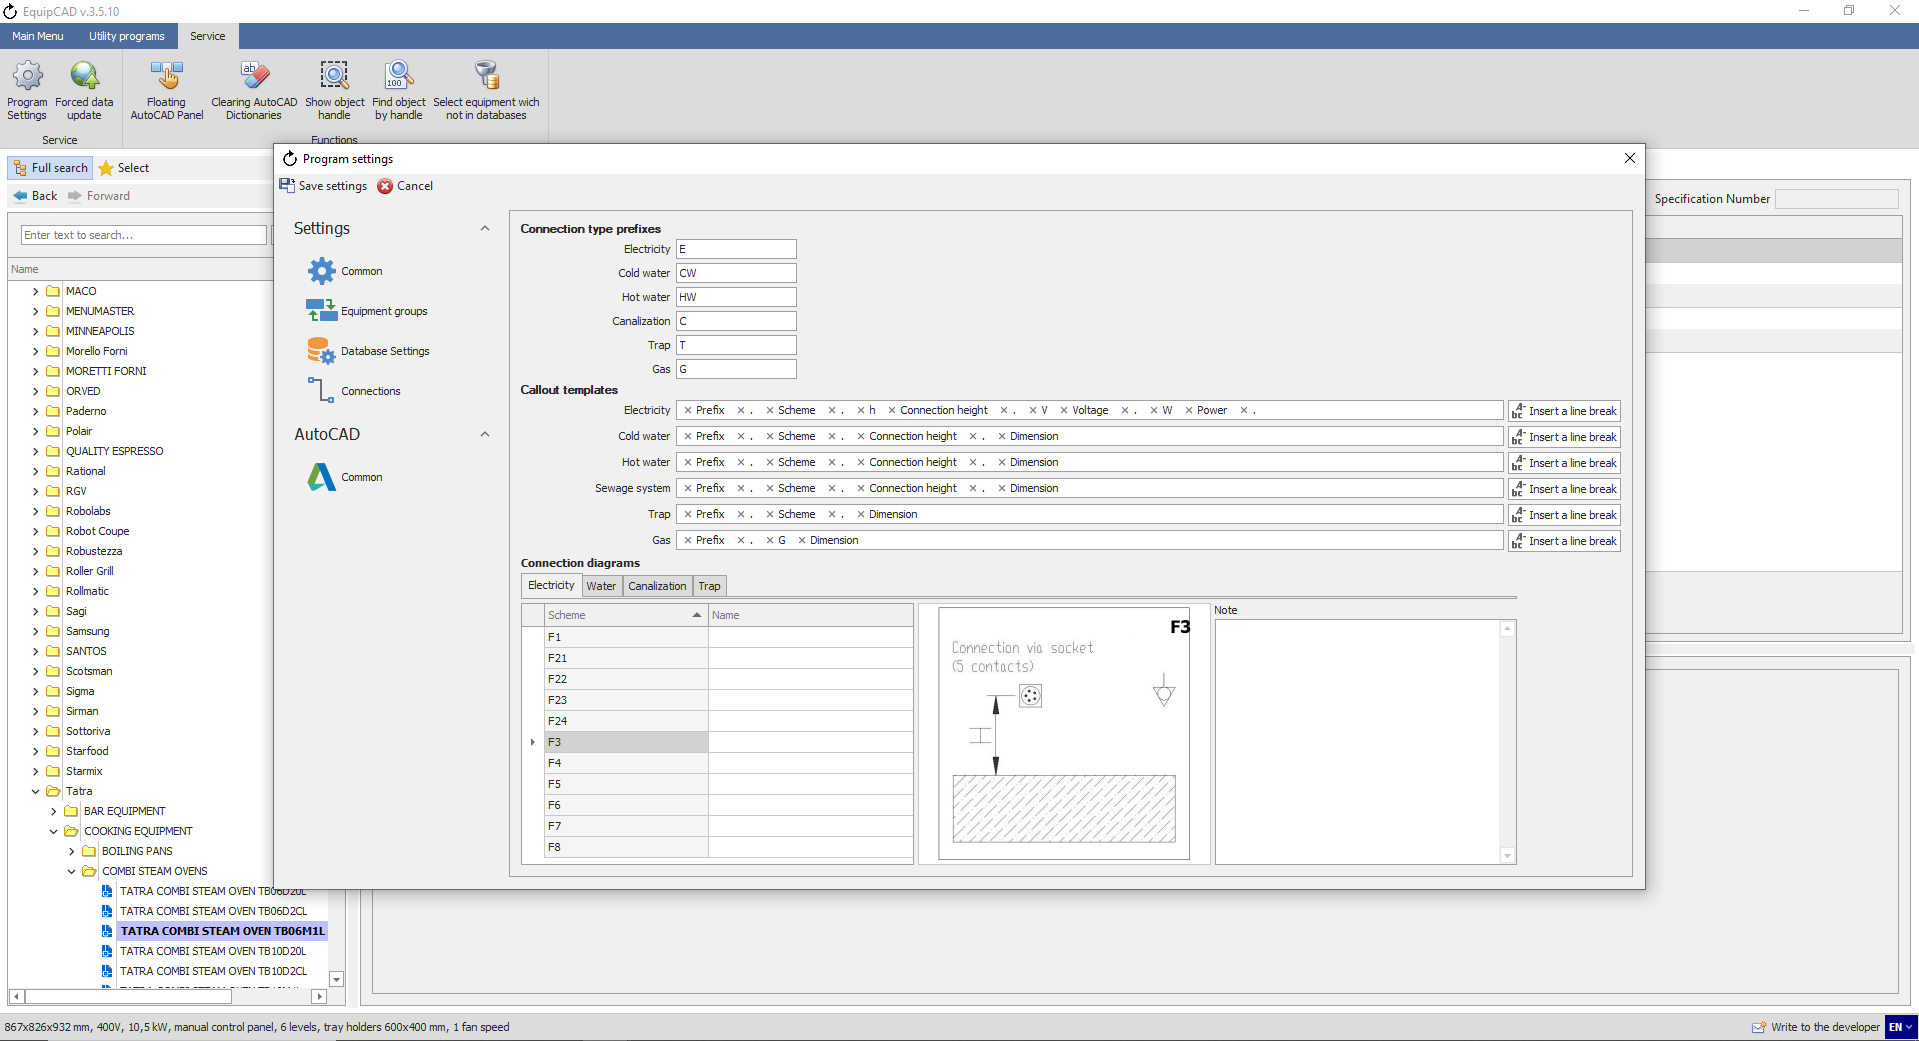 EquipCAD v.3.5.10
Main Menu
Utility programs
Service
Program Settings
Forced data update
Floating AutoCAD Panel
Clearing AutoCAD Dictionaries
Show object handle
Find object by handle
Select equipment wich not in databases
Service
Functions
Full search
Select
Back
Forward
Specification Number
Enter text to search...
Name
MACO
MENUMASTER
MINNEAPOLIS
Morello Forni
MORETTI FORNI
ORVED
Paderno
Polair
QUALITY ESPRESSO
Rational
RGV
Robolabs
Robot Coupe
Robustezza
Roller Grill
Rollmatic
Sagi
Samsung
SANTOS
Scotsman
Sigma
Sirman
Sottoriva
Starfood
Starmix
Tatra
BAR EQUIPMENT
COOKING EQUIPMENT
BOILING PANS
COMBI STEAM OVENS
TATRA COMBI STEAM OVEN TB06D20L
TATRA COMBI STEAM OVEN TB06D2CL
TATRA COMBI STEAM OVEN TB06M1L
TATRA COMBI STEAM OVEN TB10D20L
TATRA COMBI STEAM OVEN TB10D2CL
Program settings
Save settings
Cancel
Settings
Common
Equipment groups
Database Settings
Connections
AutoCAD
Common
Connection type prefixes
Electricity E
Cold water CW
Hot water HW
Canalization C
Trap T
Gas G
Callout templates
Electricity × Prefix × . × Scheme × . × h × Connection height × . × V × Voltage × . × W × Power × . Insert a line break
Cold water × Prefix × . × Scheme × . × Connection height × . × Dimension Insert a line break
Hot water × Prefix × . × Scheme × . × Connection height × . × Dimension Insert a line break
Sewage system × Prefix × . × Scheme × . × Connection height × . × Dimension Insert a line break
Trap × Prefix × . × Scheme × . × Dimension Insert a line break
Gas × Prefix × . × G × Dimension Insert a line break
Connection diagrams
Electricity Water Canalization Trap
Scheme Name
F1
F21
F22
F23
F24
F3
F4
F5
F6
F7
F8
F3
Connection via socket
(5 contacts)
H
Note
867x826x932 mm, 400V, 10,5 kW, manual control panel, 6 levels, tray holders 600x400 mm, 1 fan speed
Write to the developer
EN